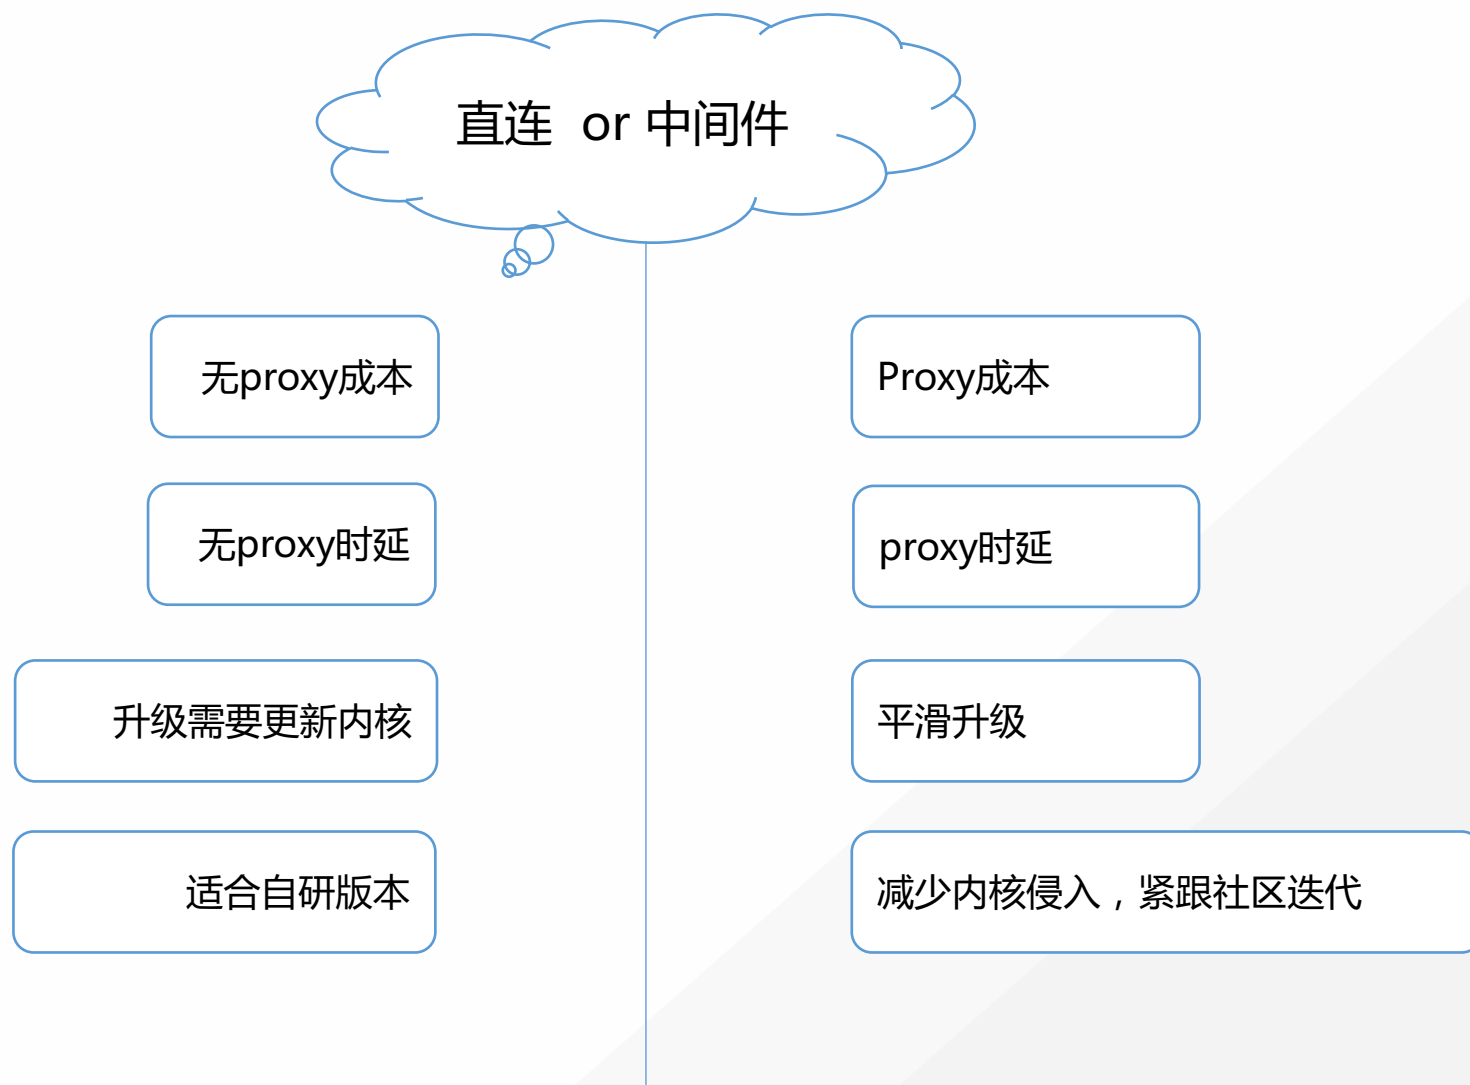 直连 or 中间件
无proxy成本
Proxy成本
无proxy时延
proxy时延
升级需要更新内核
平滑升级
适合自研版本
减少内核侵入，紧跟社区迭代